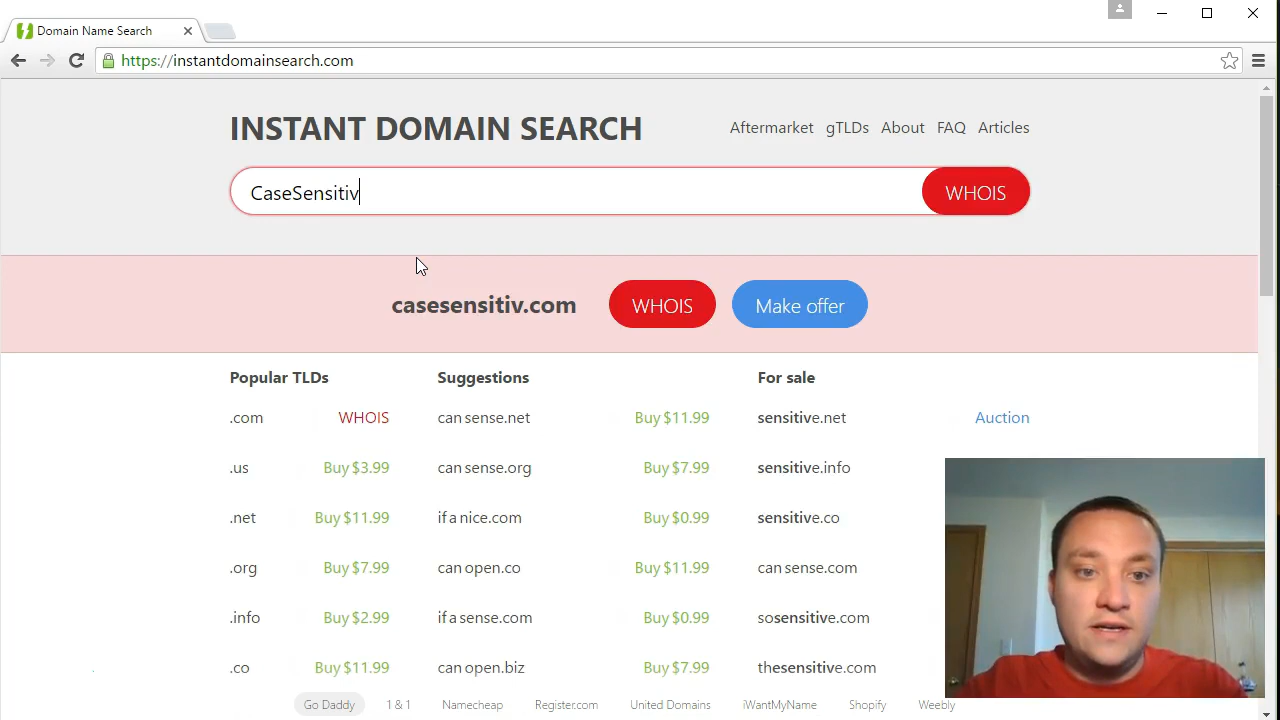 Domain Name Search
https://instantdomainsearch.com
INSTANT DOMAIN SEARCH
Aftermarket gTLDs About FAQ Articles
CaseSensitiv WHOIS
casesensitiv.com WHOIS Make offer
Popular TLDs Suggestions For sale
.com WHOIS can sense.net Buy $11.99 sensitive.net Auction
.us Buy $3.99 can sense.org Buy $7.99 sensitive.info
.net Buy $11.99 if a nice.com Buy $0.99 sensitive.co
.org Buy $7.99 can open.co Buy $11.99 can sense.com
.info Buy $2.99 if a sense.com Buy $0.99 sosensitive.com
.co Buy $11.99 can open.biz Buy $7.99 thesensitive.com
Go Daddy 1 & 1 Namecheap Register.com United Domains iWantMyName Shopify Weebly